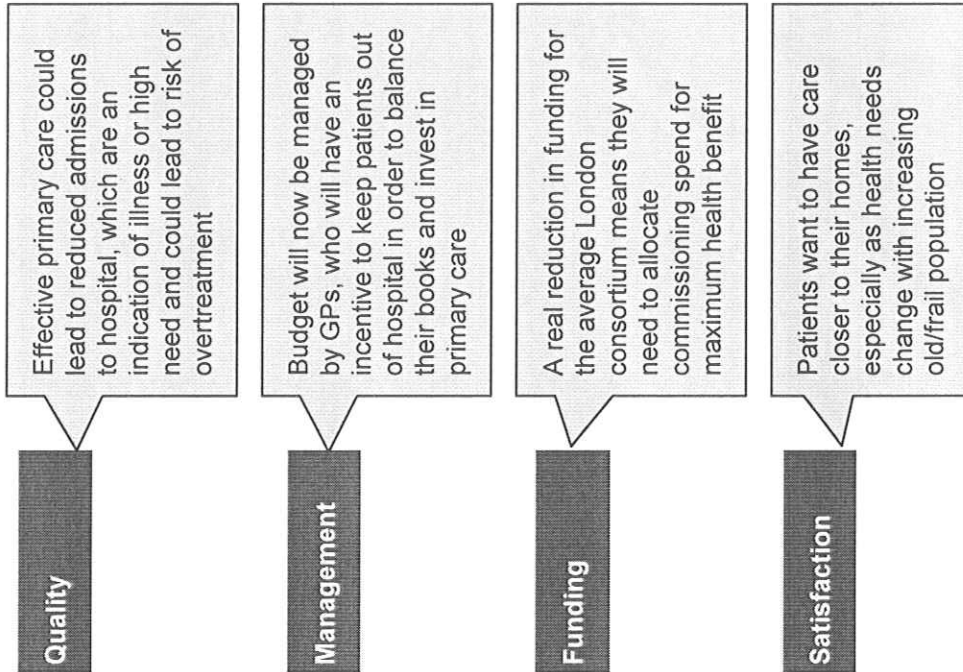 Quality
Effective primary care could
lead to reduced admissions
to hospital, which are an
indication of illness or high
need and could lead to risk of
overtreatment
Management
Budget will now be managed
by GPs, who will have an
incentive to keep patients out
of hospital in order to balance
their books and invest in
primary care
Funding
A real reduction in funding for
the average London
consortium means they will
need to allocate
commissioning spend for
maximum health benefit
Satisfaction
Patients want to have care
closer to their homes,
especially as health needs
change with increasing
old/frail population